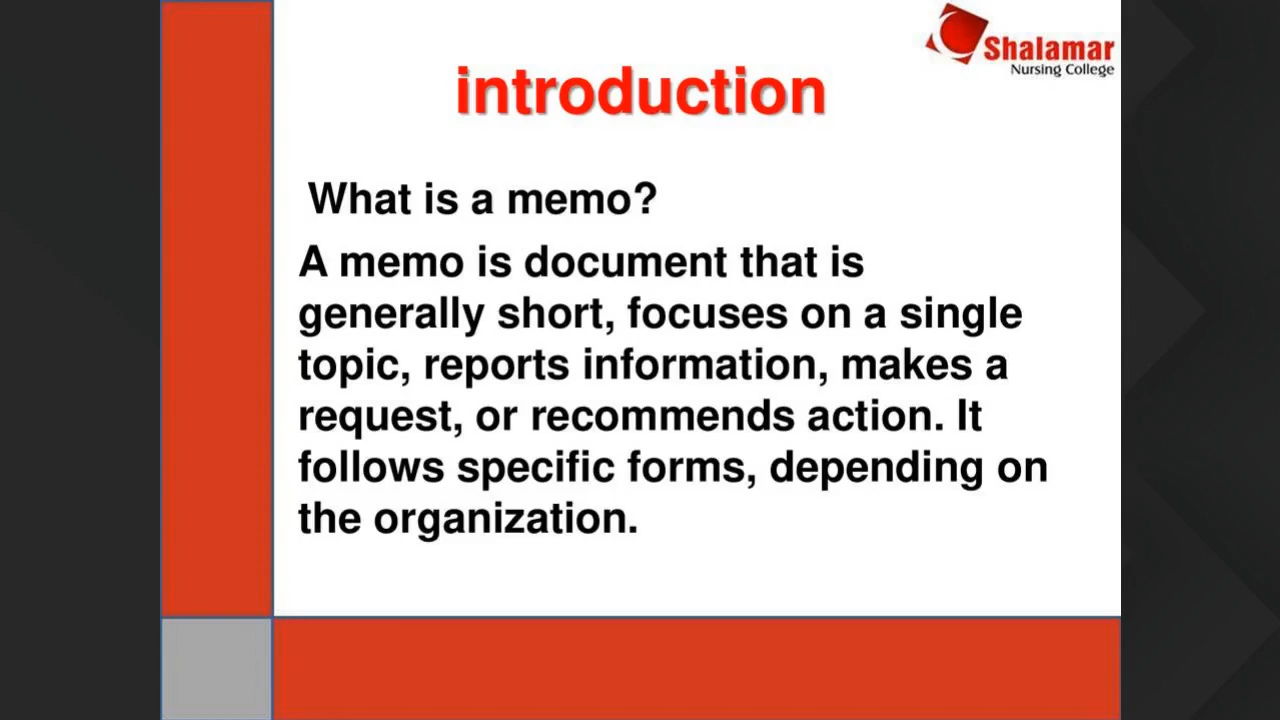 Shalamar
Nursing College
introduction
What is a memo?
A memo is document that is
generally short, focuses on a single
topic, reports information, makes a
request, or recommends action. It
follows specific forms, depending on
the organization.